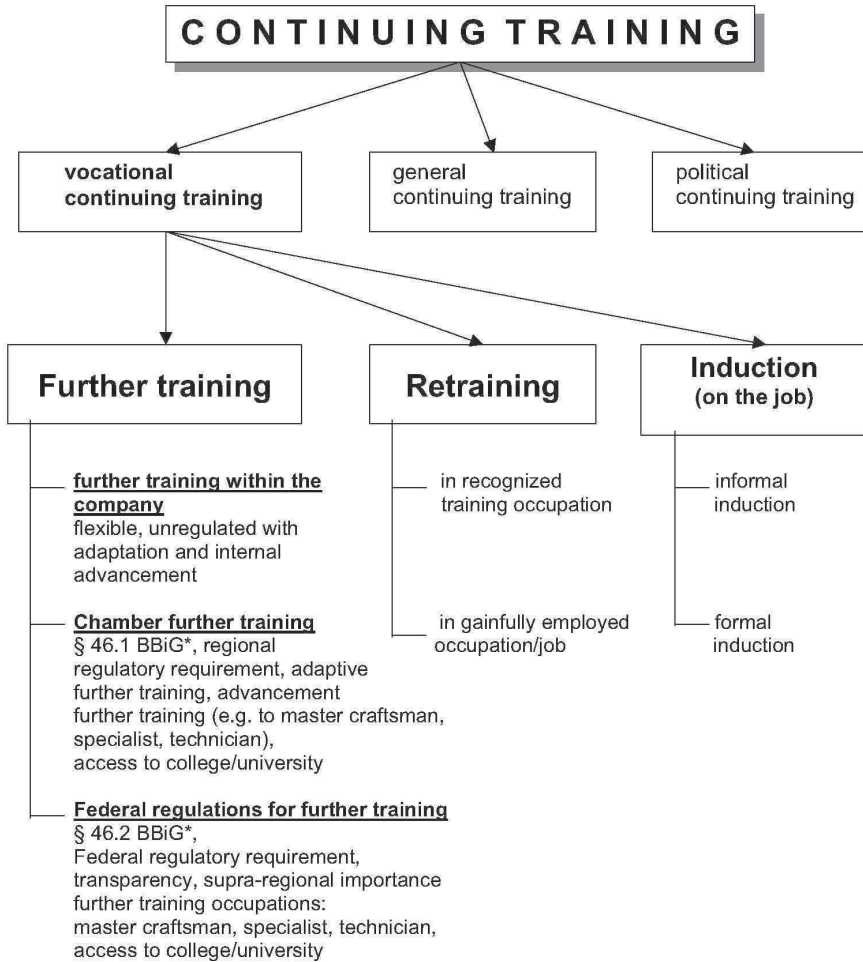 CONTINUING TRAINING
vocational
continuing training
general
continuing training
political
continuing training
Further training
Retraining
Induction
(on the job)
further training within the
company
flexible, unregulated with
adaptation and internal
advancement
Chamber further training
§ 46.1 BBiG*, regional
regulatory requirement, adaptive
further training, advancement
further training (e.g. to master craftsman,
specialist, technician),
access to college/university
Federal regulations for further training
§ 46.2 BBiG*,
Federal regulatory requirement,
transparency, supra-regional importance
further training occupations:
master craftsman, specialist, technician,
access to college/university
in recognized
training occupation
in gainfully employed
occupation/job
informal
induction
formal
induction